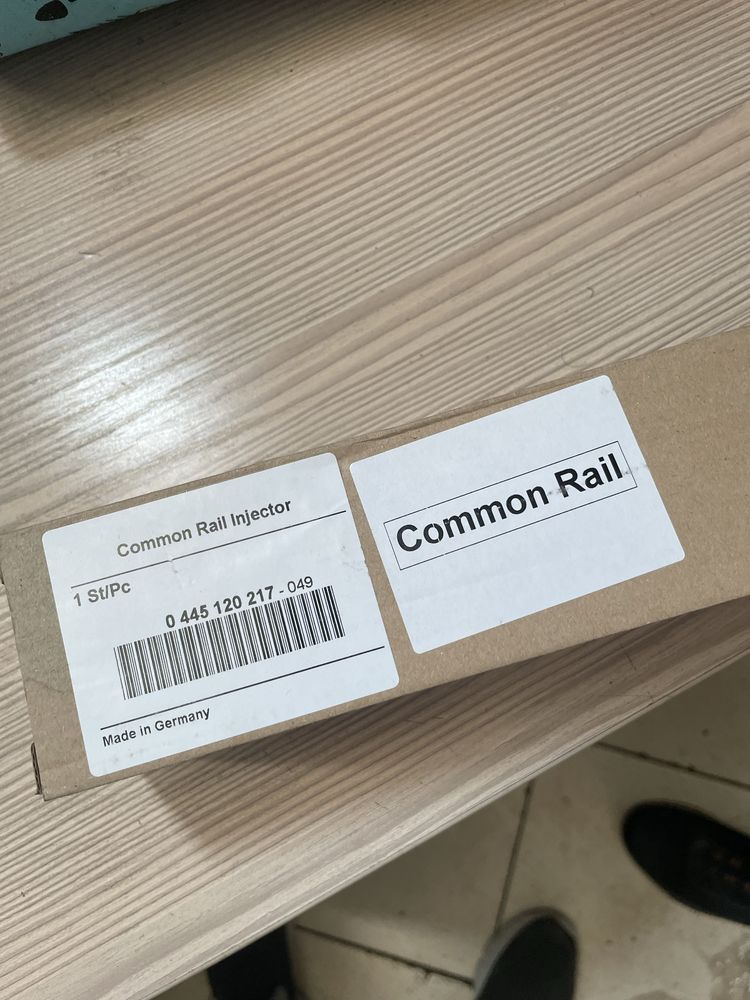 Common Rail Injector
1 St/Pc
0 445 120 217 - 049
Made in Germany
Common Rail